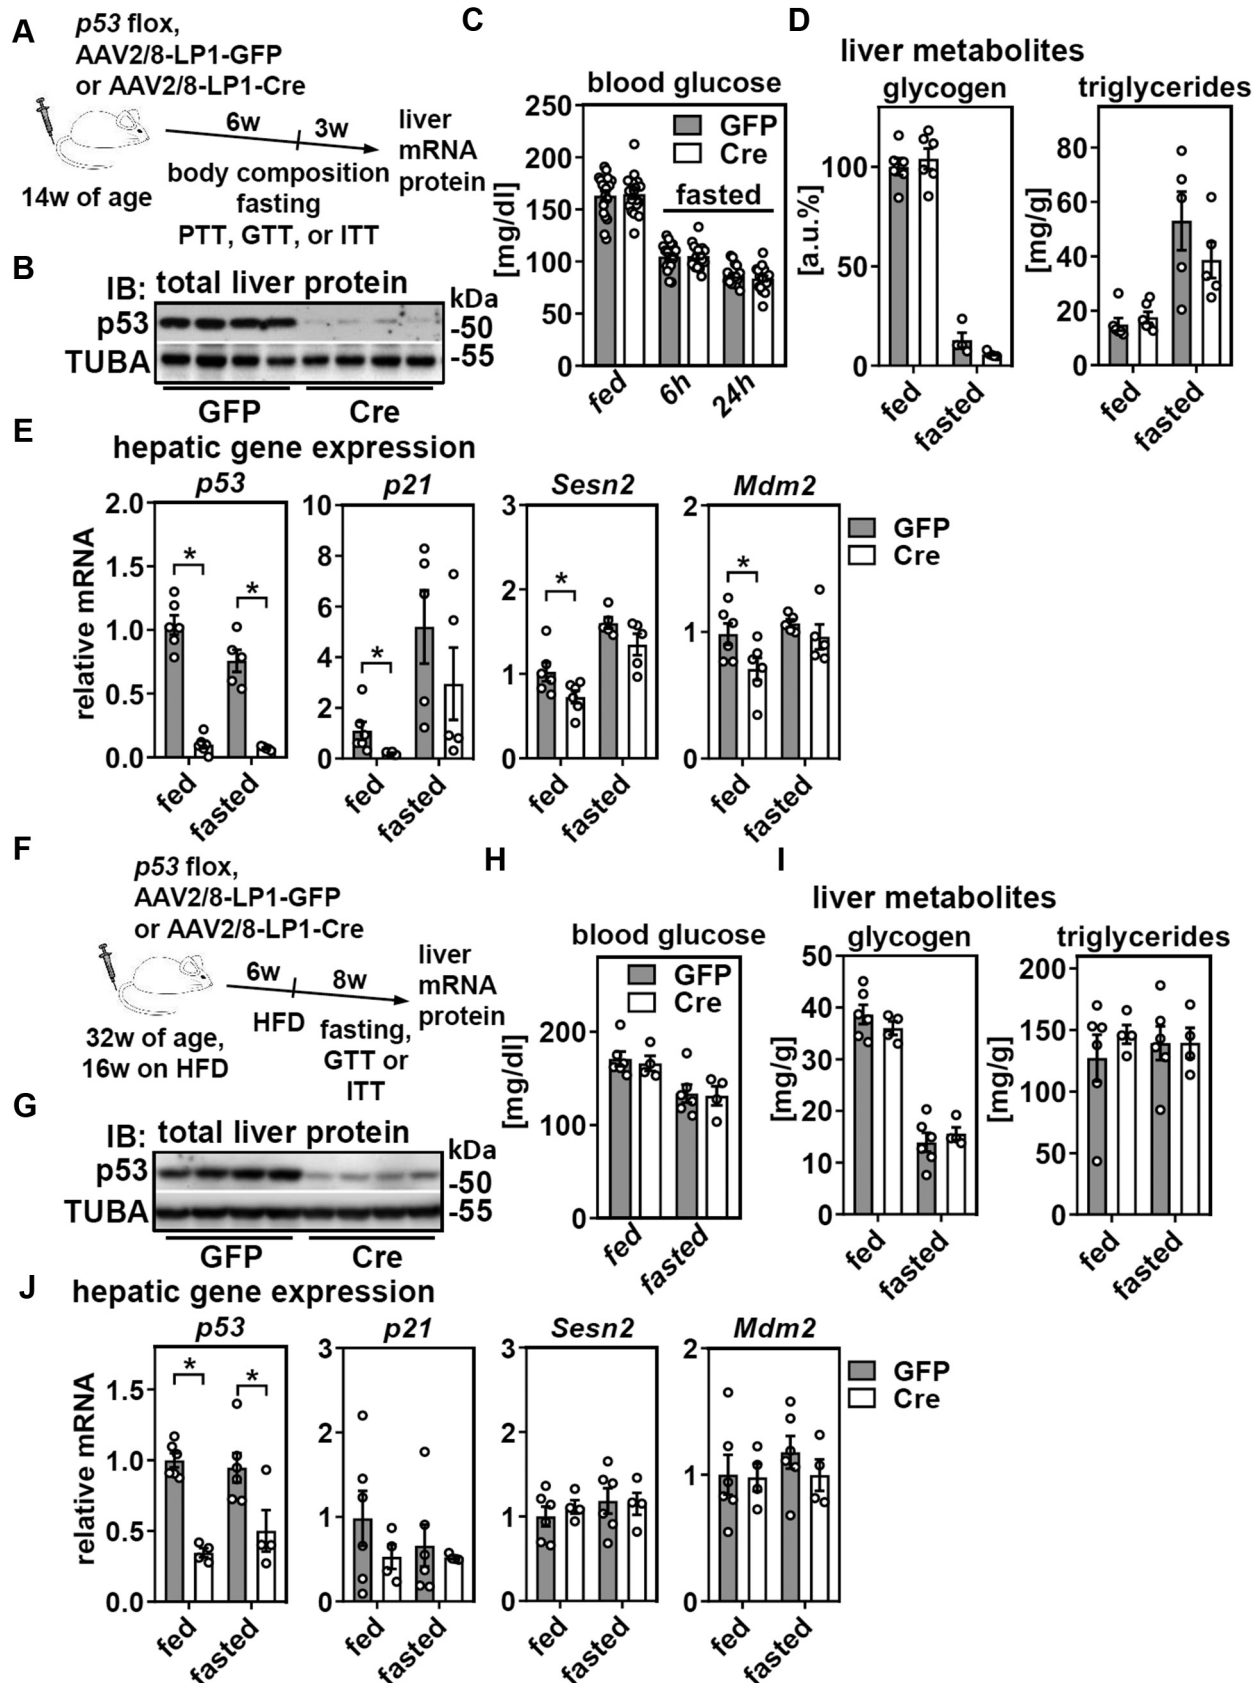 A
p53 flox,
AAV2/8-LP1-GFP
or AAV2/8-LP1-Cre
6w
3w
liver
mRNA
protein
14w of age
body composition
fasting
PTT, GTT, or ITT
B
IB: total liver protein
kDa
p53
-50
TUBA
-55
GFP
Cre
C
blood glucose
[mg/dl]
250
200
150
100
50
0
GFP
Cre
fasted
fed
6h
24h
D
liver metabolites
glycogen
[a.u.%]
100
50
0
fed
fasted
triglycerides
[mg/g]
80
60
40
20
0
fed
fasted
E
hepatic gene expression
p53
relative mRNA
2.0
1.5
1.0
0.5
0.0
*
*
fed
fasted
p21
10
8
6
4
2
0
*
fed
fasted
Sesn2
3
2
1
0
*
fed
fasted
Mdm2
2
1
0
*
fed
fasted
GFP
Cre
F
p53 flox,
AAV2/8-LP1-GFP
or AAV2/8-LP1-Cre
6w
8w
liver
mRNA
protein
HFD
fasting,
GTT or
ITT
32w of age,
16w on HFD
G
IB: total liver protein
kDa
p53
-50
TUBA
-55
GFP
Cre
H
blood glucose
[mg/dl]
200
100
0
GFP
Cre
fed
fasted
I
liver metabolites
glycogen
[mg/g]
50
40
30
20
10
0
fed
fasted
triglycerides
[mg/g]
200
150
100
50
0
fed
fasted
J
hepatic gene expression
p53
relative mRNA
1.5
1.0
0.5
0.0
*
*
fed
fasted
p21
3
2
1
0
fed
fasted
Sesn2
3
2
1
0
fed
fasted
Mdm2
2
1
0
fed
fasted
GFP
Cre